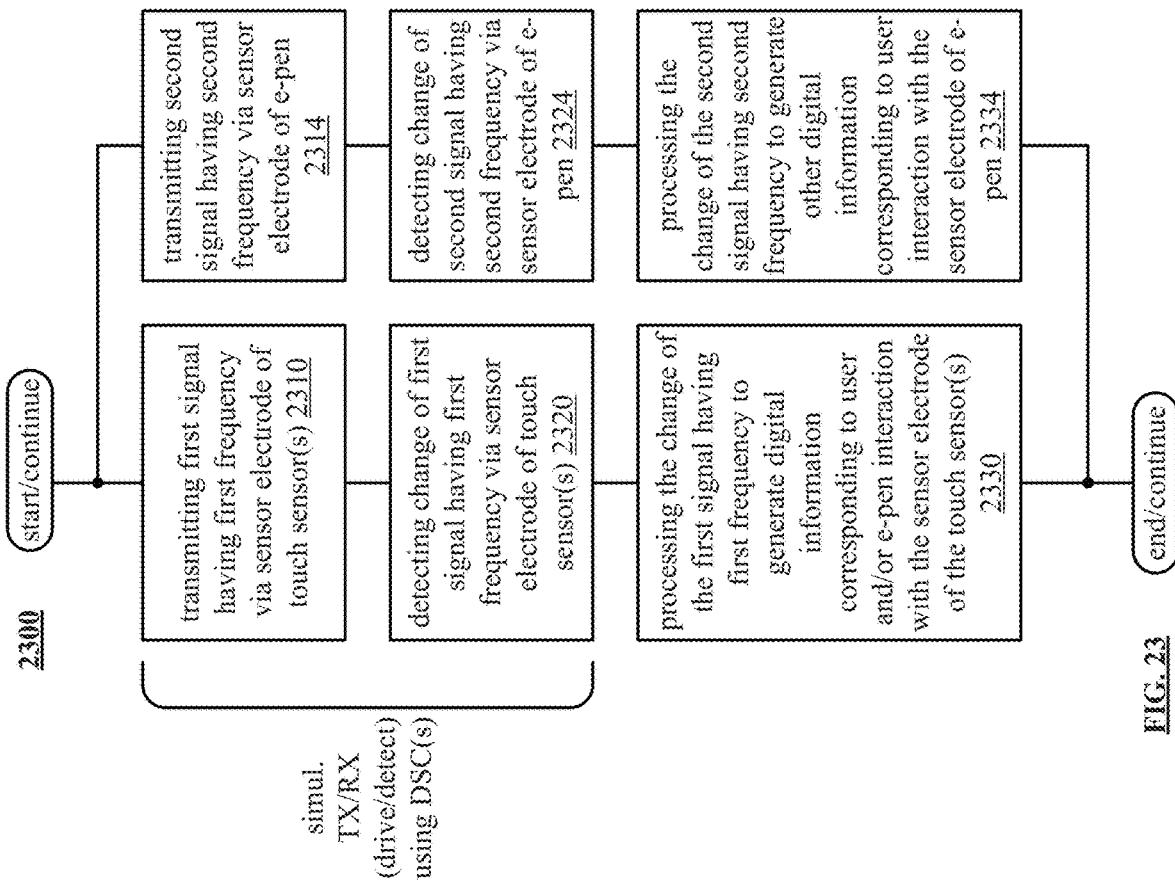 2300
start/continue
transmitting first signal
having first frequency
via sensor electrode of
touch sensor(s) 2310
transmitting second
signal having second
frequency via sensor
electrode of e-pen
2314
simul.
TX/RX
(drive/detect)
using DSC(s)
detecting change of first
signal having first
frequency via sensor
electrode of touch
sensor(s) 2320
detecting change of
second signal having
second frequency via
sensor electrode of e-
pen 2324
processing the change of
the first signal having
first frequency to
generate digital
information
corresponding to user
and/or e-pen interaction
with the sensor electrode
of the touch sensor(s)
2330
processing the
change of the second
signal having second
frequency to generate
other digital
information
corresponding to user
interaction with the
sensor electrode of e-
pen 2334
end/continue
FIG. 23